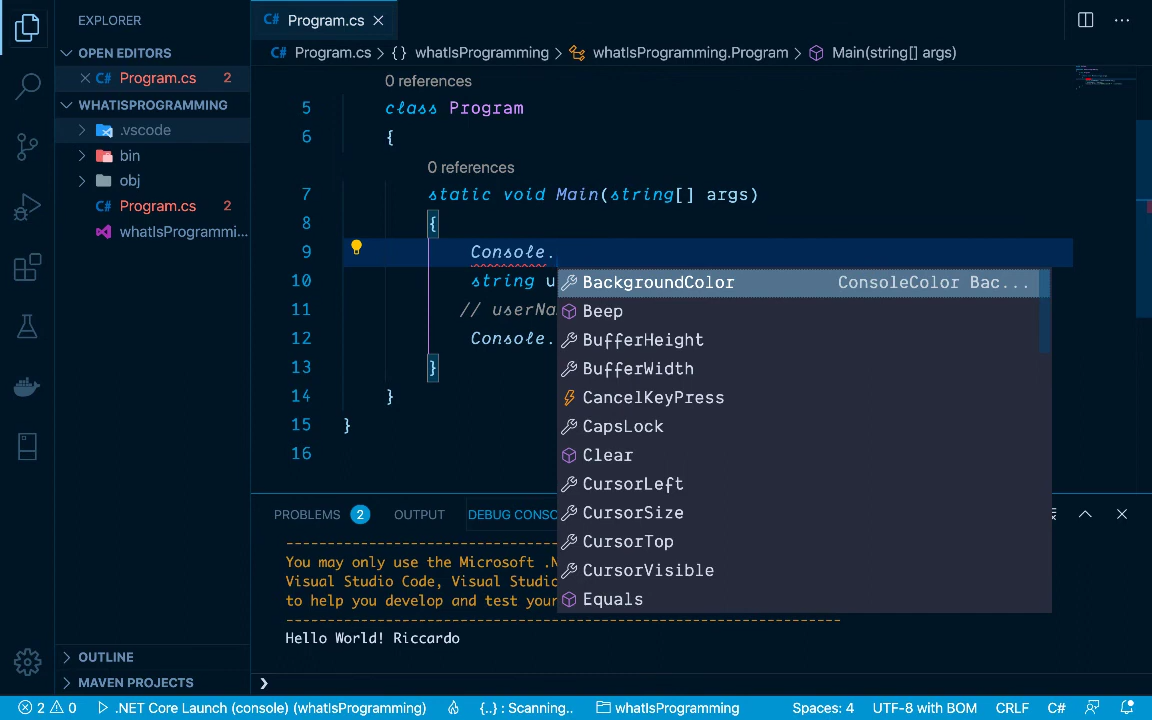 EXPLORER
OPEN EDITORS
C# Program.cs 2
WHATISPROGRAMMING
.vscode
bin
obj
C# Program.cs 2
whatIsProgrammi...
OUTLINE
MAVEN PROJECTS
C# Program.cs
C# Program.cs > {} whatIsProgramming > whatIsProgramming.Program > Main(string[] args)
0 references
5 class Program
6 {
0 references
7 static void Main(string[] args)
8 {
9 Console.
10 string u
11 // userNa
12 Console.
13 }
14 }
15 }
16
BackgroundColor ConsoleColor Bac...
Beep
BufferHeight
BufferWidth
CancelKeyPress
CapsLock
Clear
CursorLeft
CursorSize
CursorTop
CursorVisible
Equals
PROBLEMS 2 OUTPUT DEBUG CONSO
You may only use the Microsoft .N
Visual Studio Code, Visual Studio
to help you develop and test your
Hello World! Riccardo
2 0 .NET Core Launch (console) (whatIsProgramming) {..} : Scanning.. whatIsProgramming Spaces: 4 UTF-8 with BOM CRLF C#